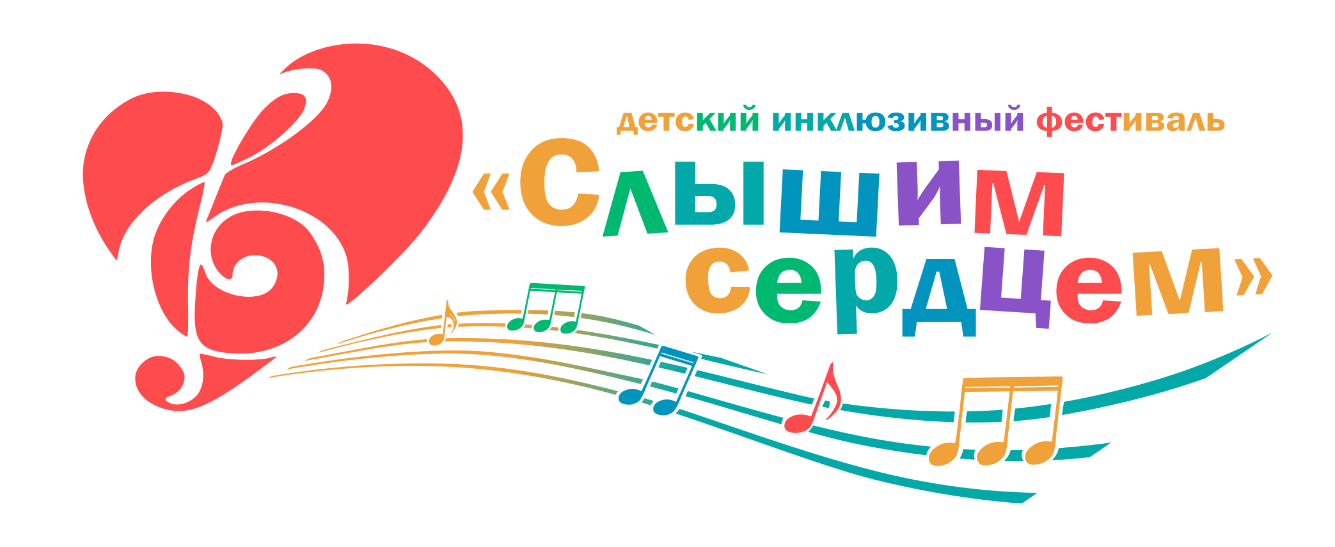 детский инклюзивный фестиваль
«Слышим
сердцем»